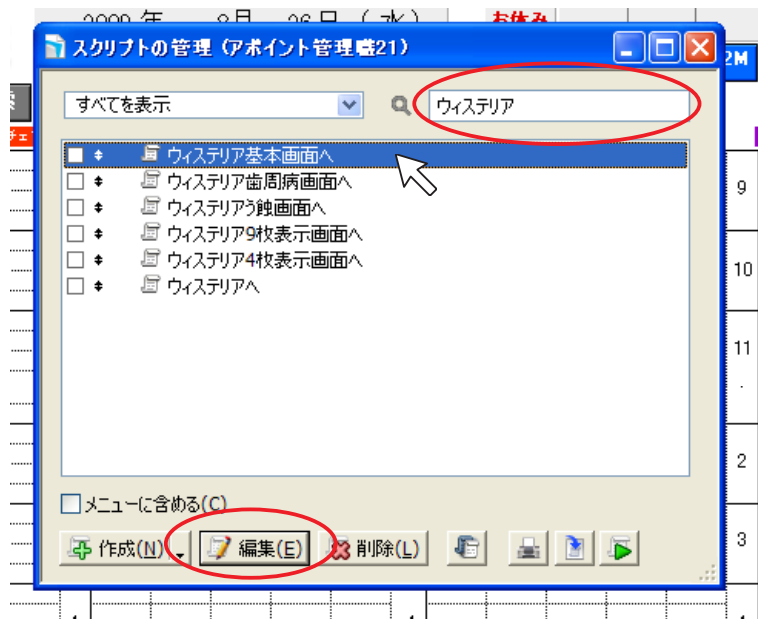 8月
お休み
スクリプトの管理（アポイント管理職21）
2M
すべてを表示
ウィステリア
ウィステリア基本画面へ
ウィステリア歯周病画面へ
ウィステリアう蝕画面へ
ウィステリア9枚表示画面へ
ウィステリア4枚表示画面へ
ウィステリアへ
9
10
11
2
3
メニューに含める(C)
作成(N)
編集(E)
削除(L)